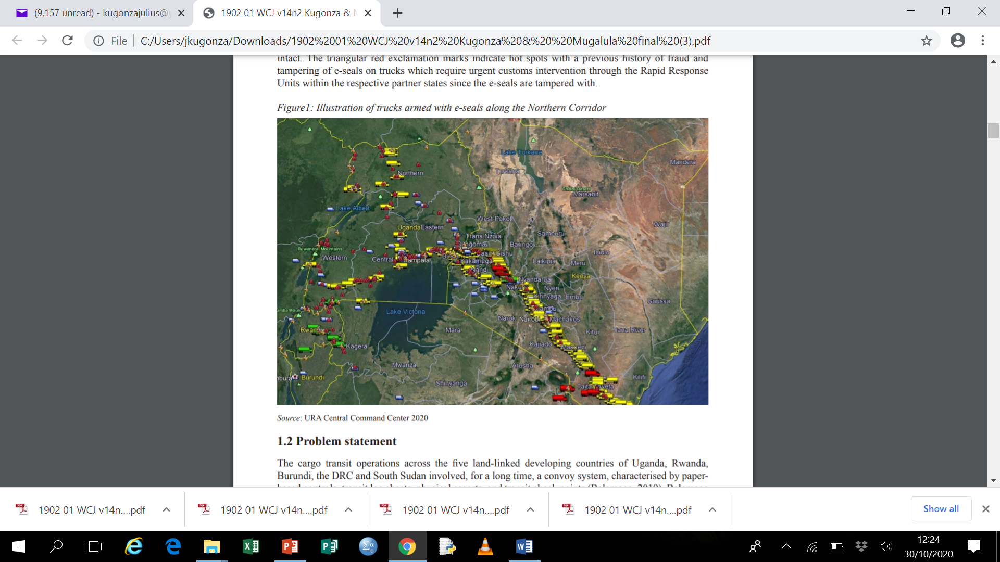 (9,157 unread) - kugonzajulius@y
1902 01 WCJ v14n2 Kugonza & M
File
C:/Users/jkugonza/Downloads/1902%2001%20WCJ%20v14n2%20Kugonza%20&%20%20Mugalula%20final%20(3).pdf
intact. The triangular red exclamation marks indicate hot spots with a previous history of fraud and
tampering of e-seals on trucks which require urgent customs intervention through the Rapid Response
Units within the respective partner states since the e-seals are tampered with.
Figure1: Illustration of trucks armed with e-seals along the Northern Corridor
Lake Turkana
Mandera
Turkana
Northern
Chalbi Desert
Marsabit
Lake Albert
West Pokot
Wajir
Uganda Eastern
Samburu
Trans Nzoia
Bungoma
Baringo
Ruwenzori Mountains
Isiolo
Western
Central
Kampala
Busia
Uasin Gishu
Kakamega
Laikipia
Meru
Nandi
Kenya
Nyandarua
Nakuru
Nyeri
Kirinyaga
Embu
Garissa
Kiambu
Lake Victoria
Narok
Nairobi
Machakos
Mara
Kitui
Tana River
Kagera
Kajiado
Makueni
Mwanza
Arusha
Kilifi
Burundi
Shinyanga
Taita Taveta
Source: URA Central Command Center 2020
1.2 Problem statement
The cargo transit operations across the five land-linked developing countries of Uganda, Rwanda,
Burundi, the DRC and South Sudan involved, for a long time, a convoy system, characterised by paper-
1902 01 WCJ v14n....pdf
1902 01 WCJ v14n....pdf
1902 01 WCJ v14n....pdf
1902 01 WCJ v14n....pdf
Show all
12:24
30/10/2020